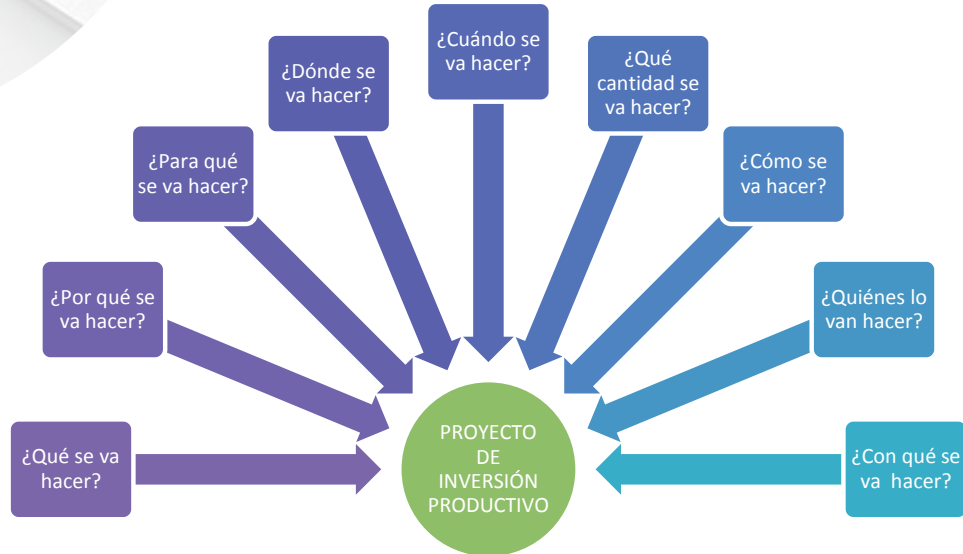 ¿Qué se va
hacer?
¿Por qué se
va hacer?
¿Para qué
se va hacer?
¿Dónde se
va hacer?
¿Cuándo se
va hacer?
¿Qué
cantidad se
va hacer?
¿Cómo se
va hacer?
¿Quiénes lo
van hacer?
¿Con qué se
va  hacer?
PROYECTO
DE
INVERSIÓN
PRODUCTIVO